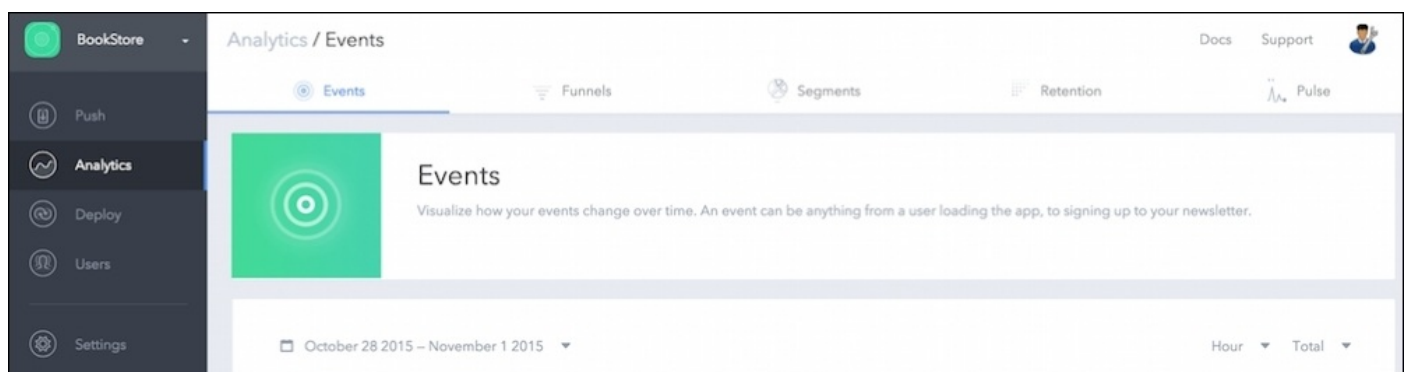 BookStore
Analytics / Events
Docs Support
Events Funnels Segments Retention Pulse
Push
Analytics
Deploy
Users
Settings
Events
Visualize how your events change over time. An event can be anything from a user loading the app, to signing up to your newsletter.
October 28 2015 – November 1 2015
Hour Total